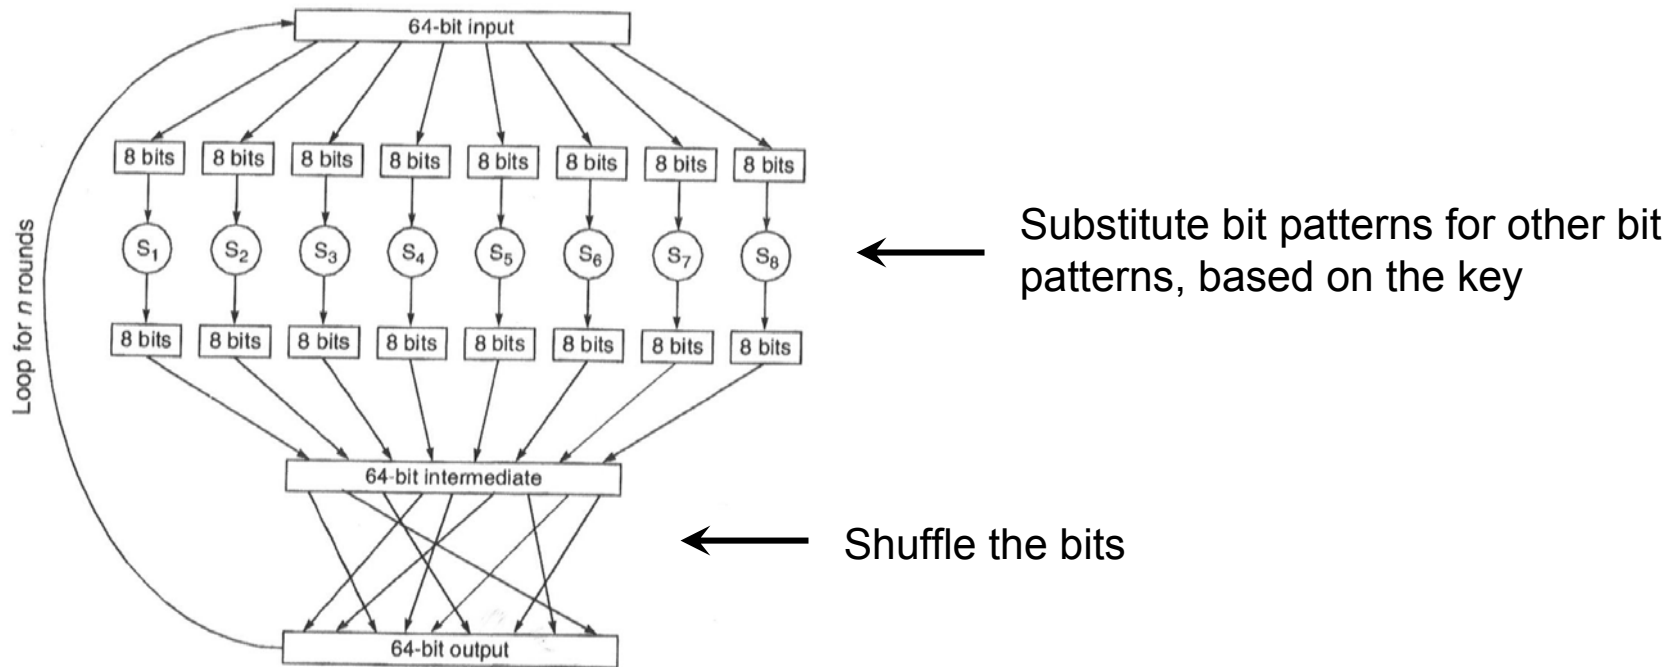 64-bit input
8 bits 8 bits 8 bits 8 bits 8 bits 8 bits 8 bits 8 bits
Loop for n rounds
S1 S2 S3 S4 S5 S6 S7 S8
Substitute bit patterns for other bit
patterns, based on the key
8 bits 8 bits 8 bits 8 bits 8 bits 8 bits 8 bits 8 bits
64-bit intermediate
Shuffle the bits
64-bit output